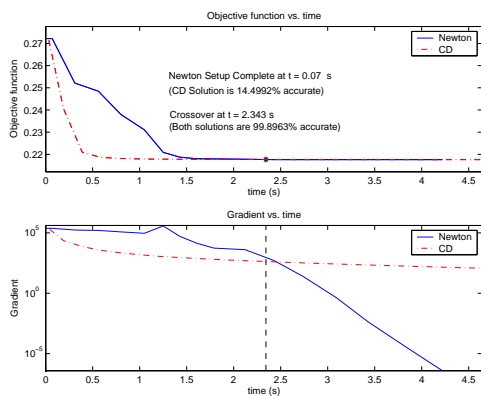 Objective function vs. time
Objective function
0.27
0.26
0.25
0.24
0.23
0.22
Newton
CD
Newton Setup Complete at t = 0.07 s
(CD Solution is 14.4992% accurate)
Crossover at t = 2.343 s
(Both solutions are 99.8963% accurate)
0 0.5 1 1.5 2 2.5 3 3.5 4 4.5
time (s)
Gradient vs. time
Gradient
10^5
10^0
10^-5
Newton
CD
0 0.5 1 1.5 2 2.5 3 3.5 4 4.5
time (s)